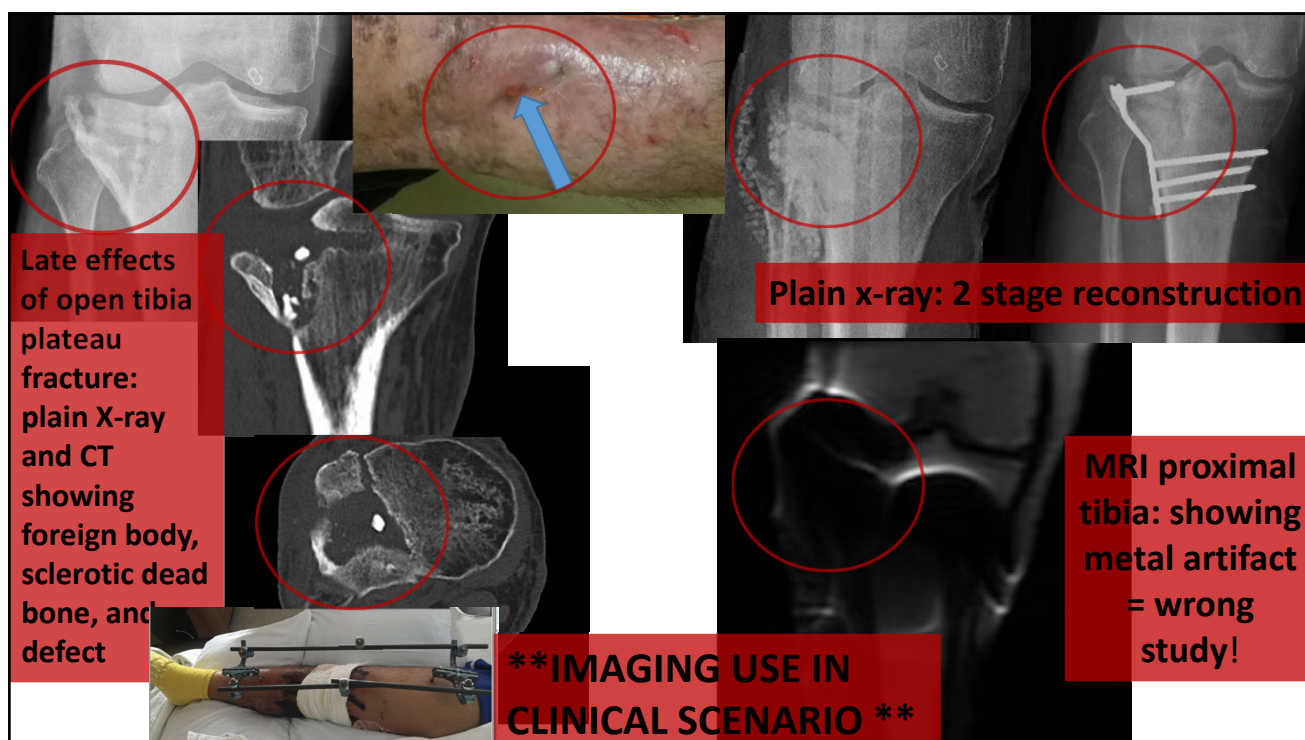 Late effects
of open tibia
plateau
fracture:
plain X-ray
and CT
showing
foreign body,
sclerotic dead
bone, and
defect
Plain x-ray: 2 stage reconstruction
MRI proximal
tibia: showing
metal artifact
= wrong
study!
**IMAGING USE IN
CLINICAL SCENARIO **